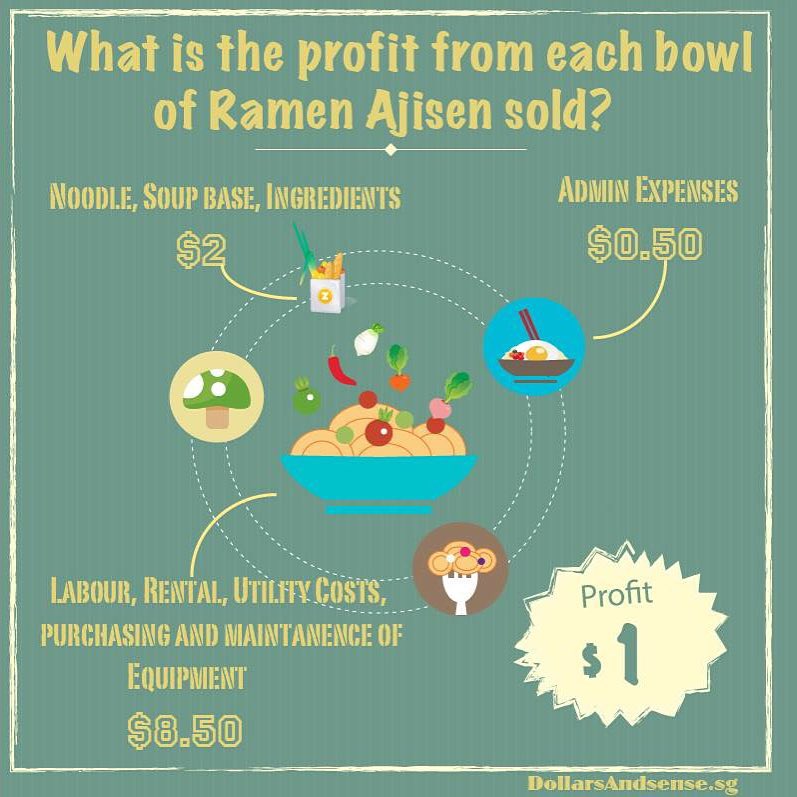 What is the profit from each bowl
of Ramen Ajisen sold?
Noodle, Soup base, Ingredients
$2
Admin Expenses
$0.50
Labour, Rental, Utility Costs,
purchasing and maintanence of
Equipment
$8.50
Profit
$1
DollarsAndsense.sg